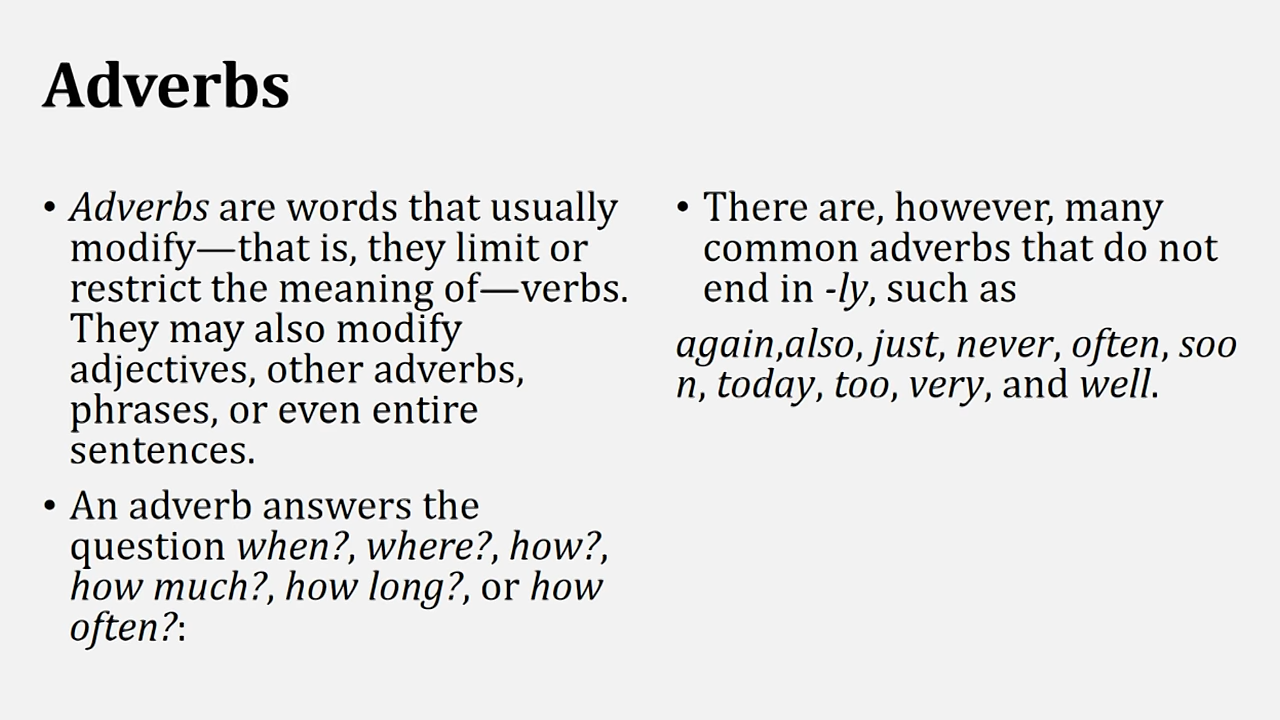 Adverbs
• Adverbs are words that usually
modify—that is, they limit or
restrict the meaning of—verbs.
They may also modify
adjectives, other adverbs,
phrases, or even entire
sentences.
• An adverb answers the
question when?, where?, how?,
how much?, how long?, or how
often?:
• There are, however, many
common adverbs that do not
end in -ly, such as
again,also, just, never, often, soo
n, today, too, very, and well.